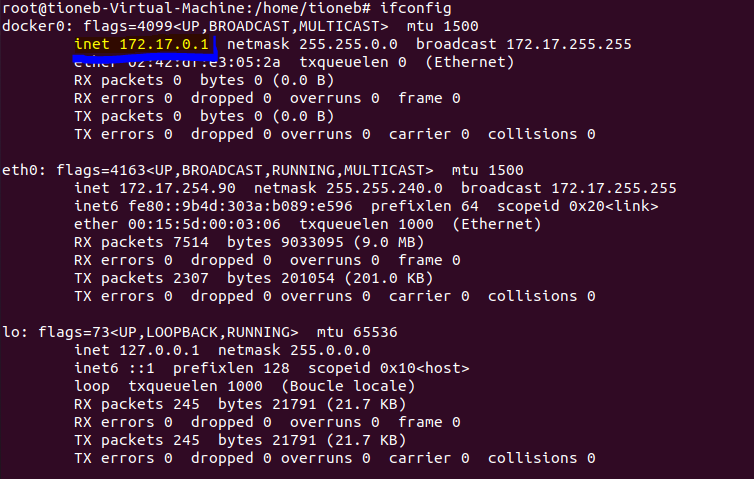 root@tioneb-Virtual-Machine:/home/tioneb# ifconfig
docker0: flags=4099<UP,BROADCAST,MULTICAST>  mtu 1500
        inet 172.17.0.1  netmask 255.255.0.0  broadcast 172.17.255.255
        ether 02:42:df:e3:05:2a  txqueuelen 0  (Ethernet)
        RX packets 0  bytes 0 (0.0 B)
        RX errors 0  dropped 0  overruns 0  frame 0
        TX packets 0  bytes 0 (0.0 B)
        TX errors 0  dropped 0 overruns 0  carrier 0  collisions 0

eth0: flags=4163<UP,BROADCAST,RUNNING,MULTICAST>  mtu 1500
        inet 172.17.254.90  netmask 255.255.240.0  broadcast 172.17.255.255
        inet6 fe80::9b4d:303a:b089:e596  prefixlen 64  scopeid 0x20<link>
        ether 00:15:5d:00:03:06  txqueuelen 1000  (Ethernet)
        RX packets 7514  bytes 9033095 (9.0 MB)
        RX errors 0  dropped 0  overruns 0  frame 0
        TX packets 2307  bytes 201054 (201.0 KB)
        TX errors 0  dropped 0 overruns 0  carrier 0  collisions 0

lo: flags=73<UP,LOOPBACK,RUNNING>  mtu 65536
        inet 127.0.0.1  netmask 255.0.0.0
        inet6 ::1  prefixlen 128  scopeid 0x10<host>
        loop  txqueuelen 1000  (Boucle locale)
        RX packets 245  bytes 21791 (21.7 KB)
        RX errors 0  dropped 0  overruns 0  frame 0
        TX packets 245  bytes 21791 (21.7 KB)
        TX errors 0  dropped 0 overruns 0  carrier 0  collisions 0